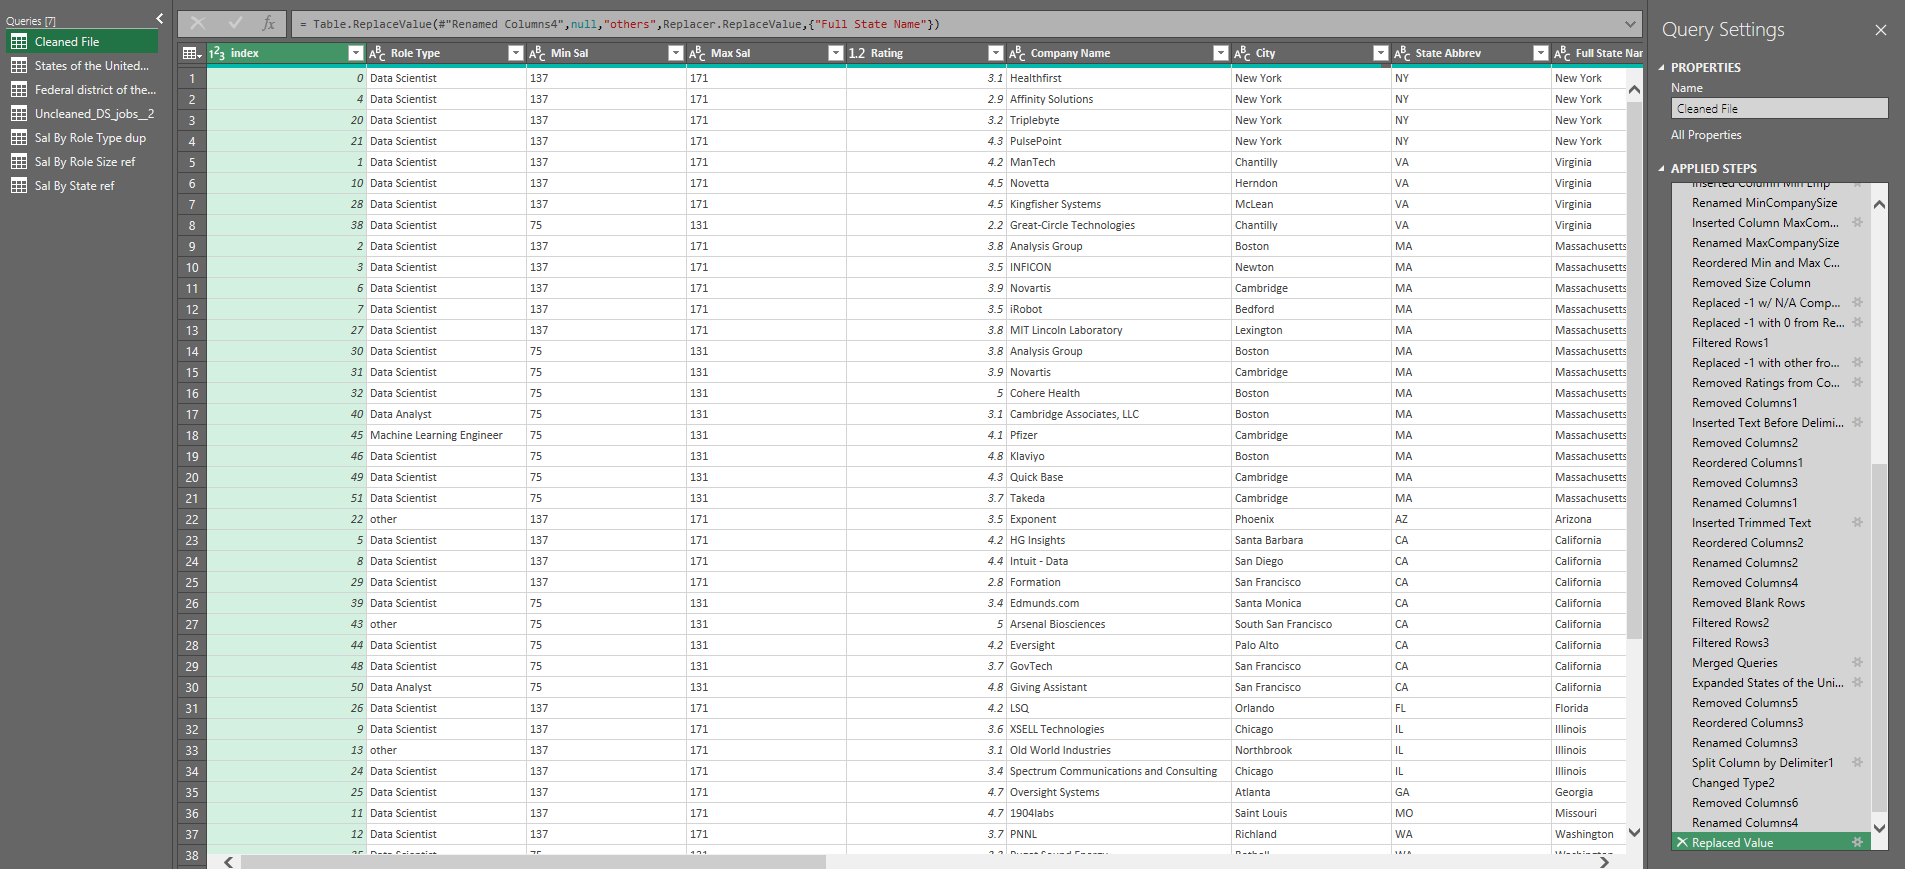 Queries [7]
Cleaned File
States of the United...
Federal district of the...
Uncleaned_DS_jobs__2
Sal By Role Type dup
Sal By Role Size ref
Sal By State ref
fx = Table.ReplaceValue(#"Renamed Columns4",null,"others",Replacer.ReplaceValue,{"Full State Name"})
index Role Type Min Sal Max Sal 1.2 Rating Company Name City State Abbrev Full State Nar
1 0 Data Scientist 137 171 3.1 Healthfirst New York NY New York
2 4 Data Scientist 137 171 2.9 Affinity Solutions New York NY New York
3 20 Data Scientist 137 171 3.2 Triplebyte New York NY New York
4 21 Data Scientist 137 171 4.3 PulsePoint New York NY New York
5 1 Data Scientist 137 171 4.2 ManTech Chantilly VA Virginia
6 10 Data Scientist 137 171 4.5 Novetta Herndon VA Virginia
7 28 Data Scientist 137 171 4.5 Kingfisher Systems McLean VA Virginia
8 38 Data Scientist 75 131 2.2 Great-Circle Technologies Chantilly VA Virginia
9 2 Data Scientist 137 171 3.8 Analysis Group Boston MA Massachusetts
10 3 Data Scientist 137 171 3.5 INFICON Newton MA Massachusetts
11 6 Data Scientist 137 171 3.9 Novartis Cambridge MA Massachusetts
12 7 Data Scientist 137 171 3.5 iRobot Bedford MA Massachusetts
13 27 Data Scientist 137 171 3.8 MIT Lincoln Laboratory Lexington MA Massachusetts
14 30 Data Scientist 75 131 3.8 Analysis Group Boston MA Massachusetts
15 31 Data Scientist 75 131 3.9 Novartis Cambridge MA Massachusetts
16 32 Data Scientist 75 131 5 Cohere Health Boston MA Massachusetts
17 40 Data Analyst 75 131 3.1 Cambridge Associates, LLC Boston MA Massachusetts
18 45 Machine Learning Engineer 75 131 4.1 Pfizer Cambridge MA Massachusetts
19 46 Data Scientist 75 131 4.8 Klaviyo Boston MA Massachusetts
20 49 Data Scientist 75 131 4.3 Quick Base Cambridge MA Massachusetts
21 51 Data Scientist 75 131 3.7 Takeda Cambridge MA Massachusetts
22 22 other 137 171 3.5 Exponent Phoenix AZ Arizona
23 5 Data Scientist 137 171 4.2 HG Insights Santa Barbara CA California
24 8 Data Scientist 137 171 4.4 Intuit - Data San Diego CA California
25 29 Data Scientist 137 171 2.8 Formation San Francisco CA California
26 39 Data Scientist 75 131 3.4 Edmunds.com Santa Monica CA California
27 43 other 75 131 5 Arsenal Biosciences South San Francisco CA California
28 44 Data Scientist 75 131 4.2 Eversight Palo Alto CA California
29 48 Data Scientist 75 131 3.7 GovTech San Francisco CA California
30 50 Data Analyst 75 131 4.8 Giving Assistant San Francisco CA California
31 26 Data Scientist 137 171 4.2 LSQ Orlando FL Florida
32 9 Data Scientist 137 171 3.6 XSELL Technologies Chicago IL Illinois
33 13 other 137 171 3.1 Old World Industries Northbrook IL Illinois
34 24 Data Scientist 137 171 3.4 Spectrum Communications and Consulting Chicago IL Illinois
35 25 Data Scientist 137 171 4.7 Oversight Systems Atlanta GA Georgia
36 11 Data Scientist 137 171 4.7 1904labs Saint Louis MO Missouri
37 12 Data Scientist 137 171 3.7 PNNL Richland WA Washington
38
Query Settings
PROPERTIES
Name
Cleaned File
All Properties
APPLIED STEPS
Inserted Column Min Emp
Renamed MinCompanySize
Inserted Column MaxCom...
Renamed MaxCompanySize
Reordered Min and Max C...
Removed Size Column
Replaced -1 w/ N/A Comp...
Replaced -1 with 0 from Re...
Filtered Rows1
Replaced -1 with other fro...
Removed Ratings from Co...
Removed Columns1
Inserted Text Before Delimi...
Removed Columns2
Reordered Columns1
Removed Columns3
Renamed Columns1
Inserted Trimmed Text
Reordered Columns2
Renamed Columns2
Removed Columns4
Removed Blank Rows
Filtered Rows2
Filtered Rows3
Merged Queries
Expanded States of the Uni...
Removed Columns5
Reordered Columns3
Renamed Columns3
Split Column by Delimiter1
Changed Type2
Removed Columns6
Renamed Columns4
Replaced Value